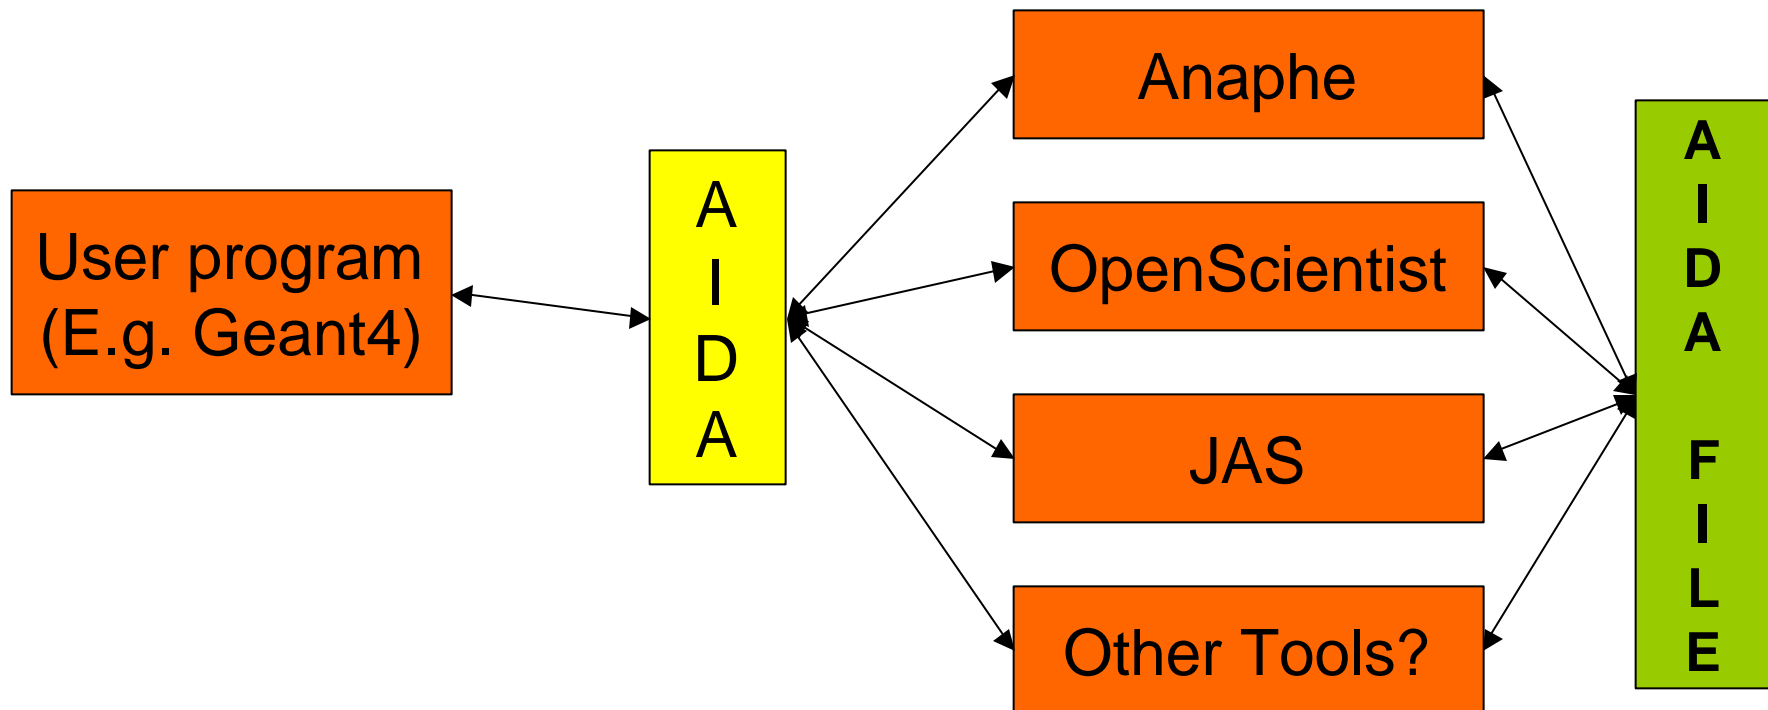 User program
(E.g. Geant4)
A
I
D
A
Anaphe
OpenScientist
JAS
Other Tools?
A
I
D
A
F
I
L
E